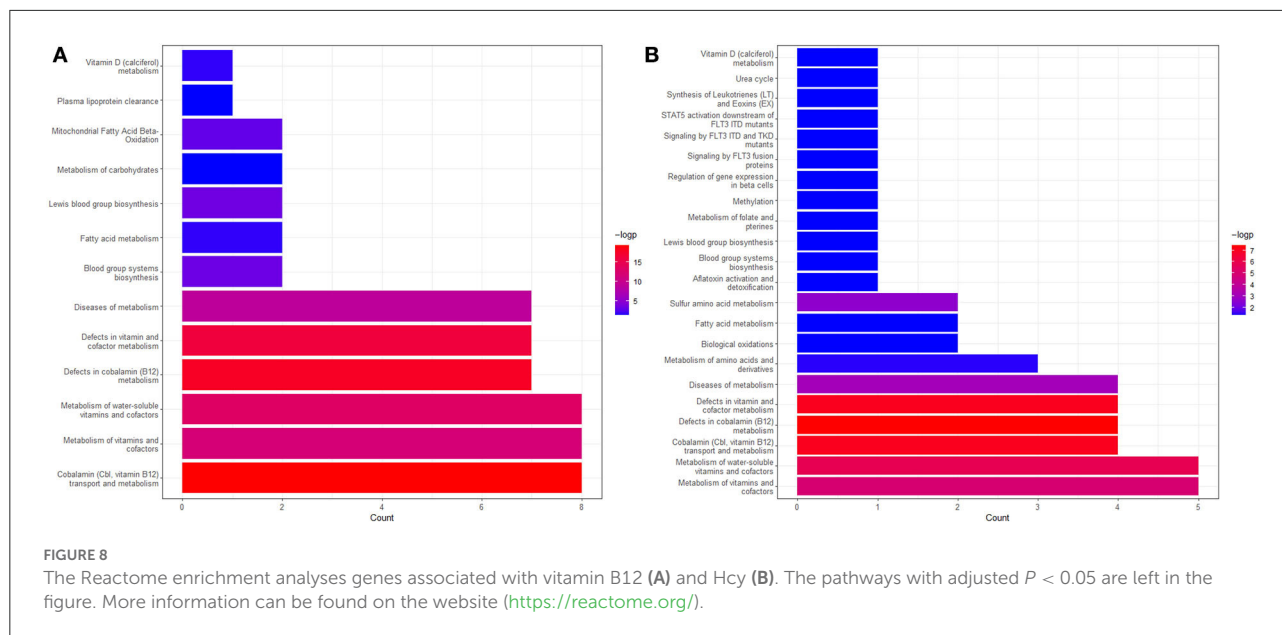 A
Vitamin D (calciferol)
metabolism
Plasma lipoprotein clearance
Mitochondrial Fatty Acid Beta-
Oxidation
Metabolism of carbohydrates
Lewis blood group biosynthesis
Fatty acid metabolism
Blood group systems
biosynthesis
Diseases of metabolism
Defects in vitamin and
cofactor metabolism
Defects in cobalamin (B12)
metabolism
Metabolism of water-soluble
vitamins and cofactors
Metabolism of vitamins and
cofactors
Cobalamin (Cbl, vitamin B12)
transport and metabolism
0 2 4 6 8
Count
−logp
15
10
5
B
Vitamin D (calciferol)
metabolism
Urea cycle
Synthesis of Leukotrienes (LT)
and Eoxins (EX)
STAT5 activation downstream of
FLT3 ITD mutants
Signaling by FLT3 ITD and TKD
mutants
Signaling by FLT3 fusion
proteins
Regulation of gene expression
in beta cells
Methylation
Metabolism of folate and
pterines
Lewis blood group biosynthesis
Blood group systems
biosynthesis
Aflatoxin activation and
detoxification
Sulfur amino acid metabolism
Fatty acid metabolism
Biological oxidations
Metabolism of amino acids and
derivatives
Diseases of metabolism
Defects in vitamin and
cofactor metabolism
Defects in cobalamin (B12)
metabolism
Cobalamin (Cbl, vitamin B12)
transport and metabolism
Metabolism of water-soluble
vitamins and cofactors
Metabolism of vitamins and
cofactors
0 1 2 3 4 5
Count
−logp
7
6
5
4
3
2
FIGURE 8
The Reactome enrichment analyses genes associated with vitamin B12 (A) and Hcy (B). The pathways with adjusted P < 0.05 are left in the
figure. More information can be found on the website (https://reactome.org/).